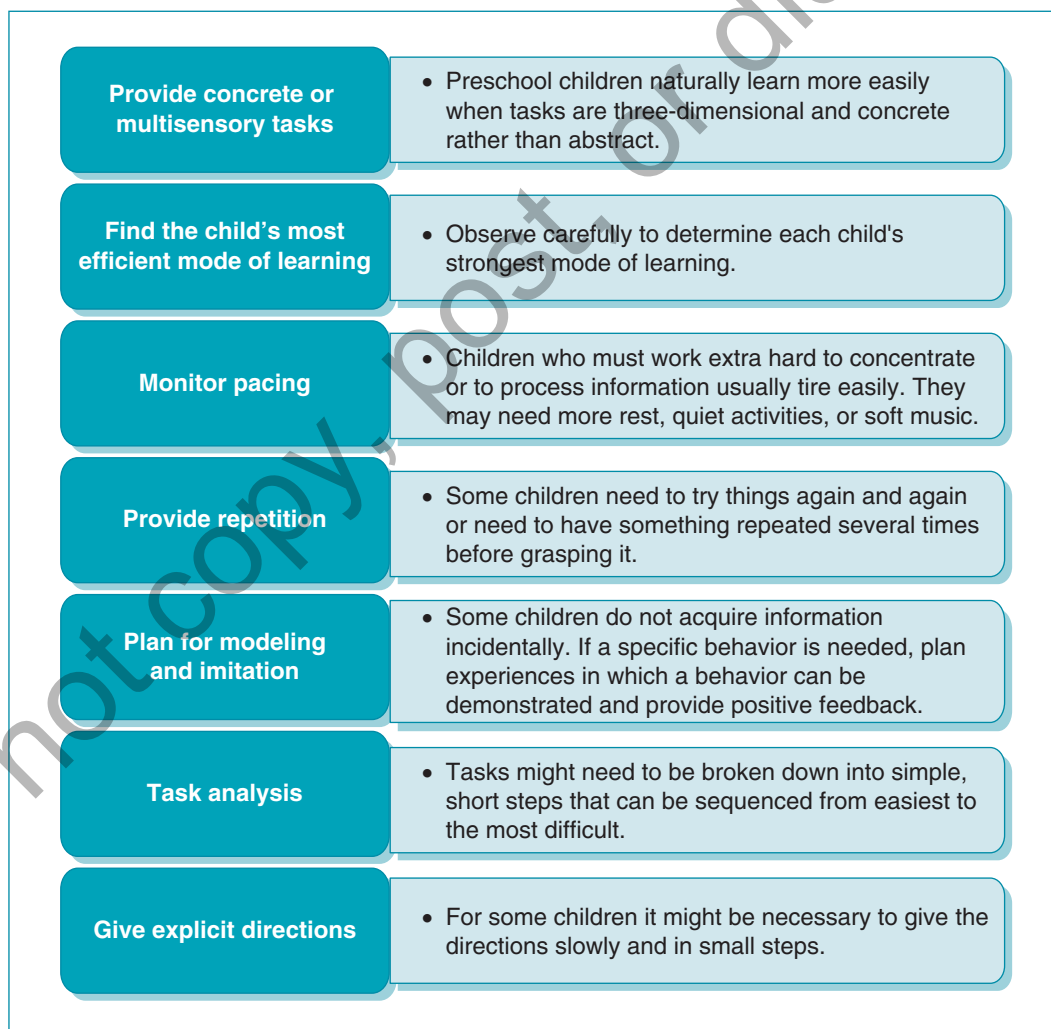 Provide concrete or
multisensory tasks
• Preschool children naturally learn more easily
when tasks are three-dimensional and concrete
rather than abstract.
Find the child’s most
efficient mode of learning
• Observe carefully to determine each child's
strongest mode of learning.
Monitor pacing
• Children who must work extra hard to concentrate
or to process information usually tire easily. They
may need more rest, quiet activities, or soft music.
Provide repetition
• Some children need to try things again and again
or need to have something repeated several times
before grasping it.
Plan for modeling
and imitation
• Some children do not acquire information
incidentally. If a specific behavior is needed, plan
experiences in which a behavior can be
demonstrated and provide positive feedback.
Task analysis
• Tasks might need to be broken down into simple,
short steps that can be sequenced from easiest to
the most difficult.
Give explicit directions
• For some children it might be necessary to give the
directions slowly and in small steps.
not copy, post, or